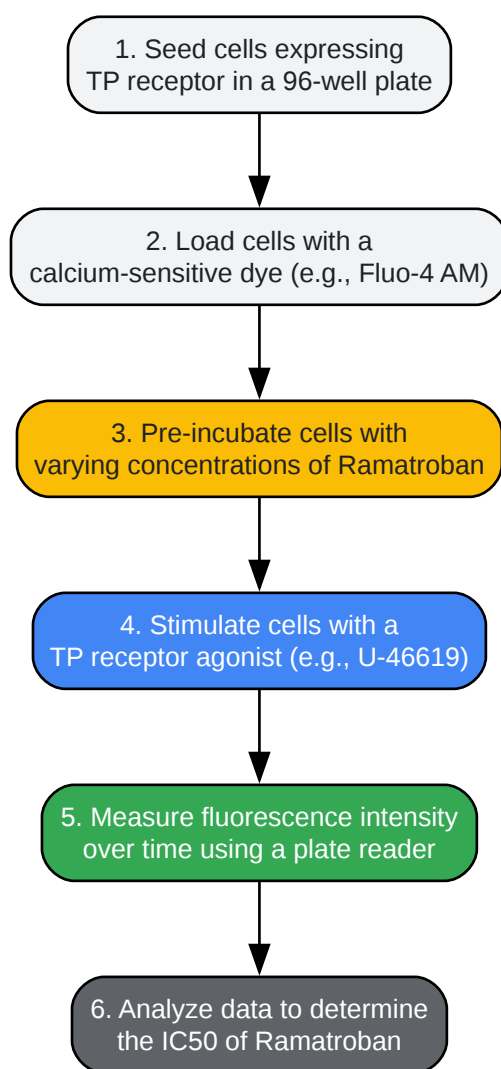 1. Seed cells expressing
TP receptor in a 96-well plate
2. Load cells with a
calcium-sensitive dye (e.g., Fluo-4 AM)
3. Pre-incubate cells with
varying concentrations of Ramatroban
4. Stimulate cells with a
TP receptor agonist (e.g., U-46619)
5. Measure fluorescence intensity
over time using a plate reader
6. Analyze data to determine
the IC50 of Ramatroban